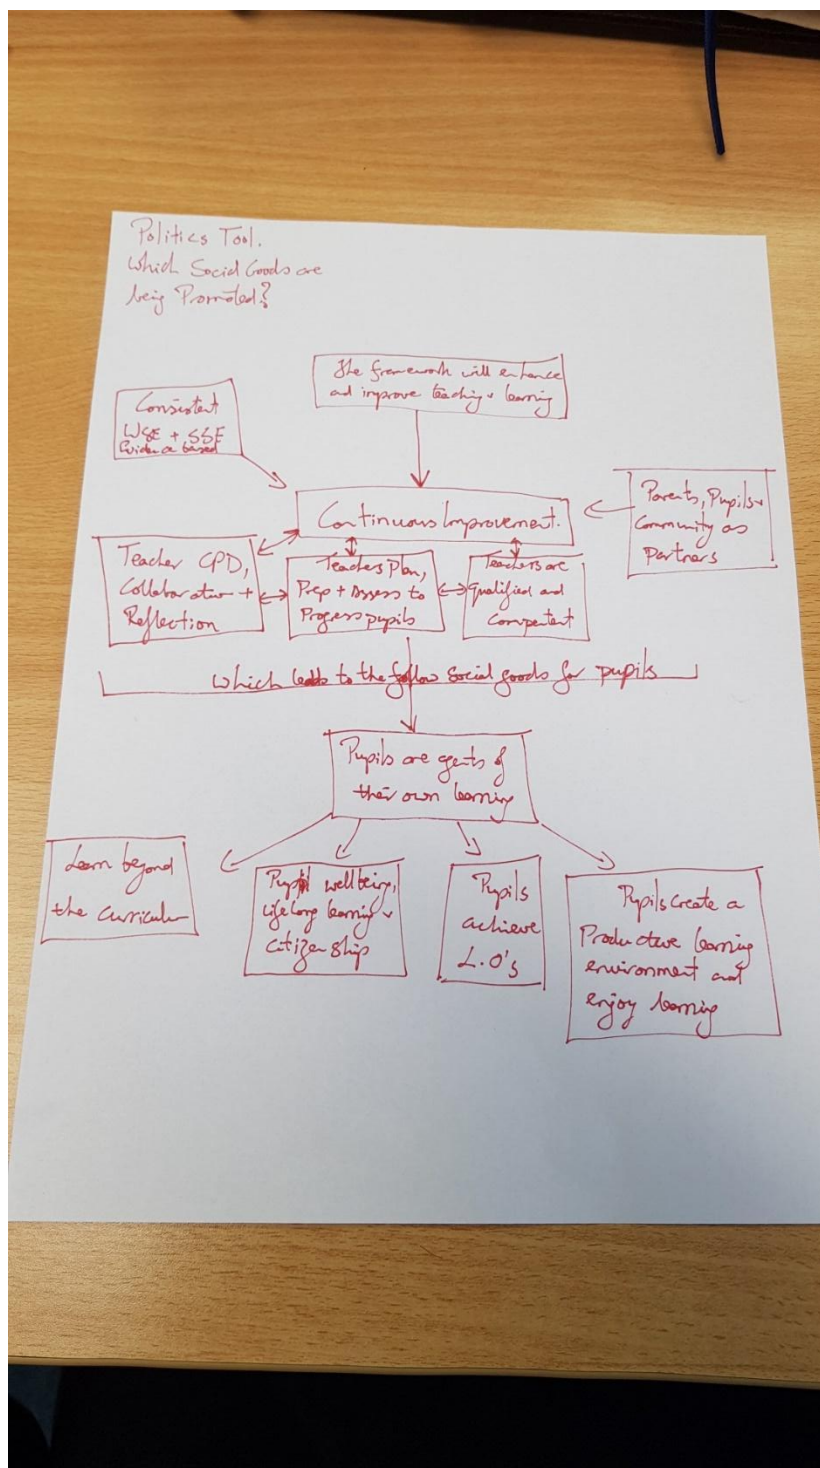 Politics Tool.
Which Social Goods are
being Promoted?
The framework will enhance
and improve teaching + learning
Consistent
WSE + SSE
Evidence based
Continuous Improvement.
Parents, Pupils +
Community as
Partners
Teacher CPD,
Collaboration +
Reflection
Teachers Plan,
Prep + Assess to
Progress pupils
Teachers are
qualified and
Competent
which leads to the follow social goods for pupils
Pupils are agents of
their own learning
Learn beyond
the curriculum
Pupil wellbeing,
lifelong learning +
citizenship
Pupils
achieve
L.O's
Pupils create a
Productive learning
environment and
enjoy learning